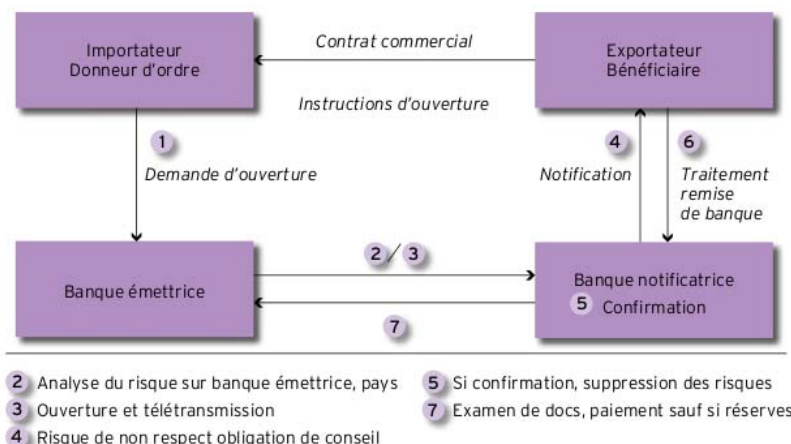 Importateur
Donneur d'ordre
Contrat commercial
Exportateur
Bénéficiaire
Instructions d'ouverture
1
Demande d'ouverture
4
Notification
6
Traitement
remise
de banque
Banque émettrice
2 / 3
7
Banque notificatrice
5 Confirmation
2 Analyse du risque sur banque émettrice, pays
3 Ouverture et télétransmission
4 Risque de non respect obligation de conseil
5 Si confirmation, suppression des risques
7 Examen de docs, paiement sauf si réserves